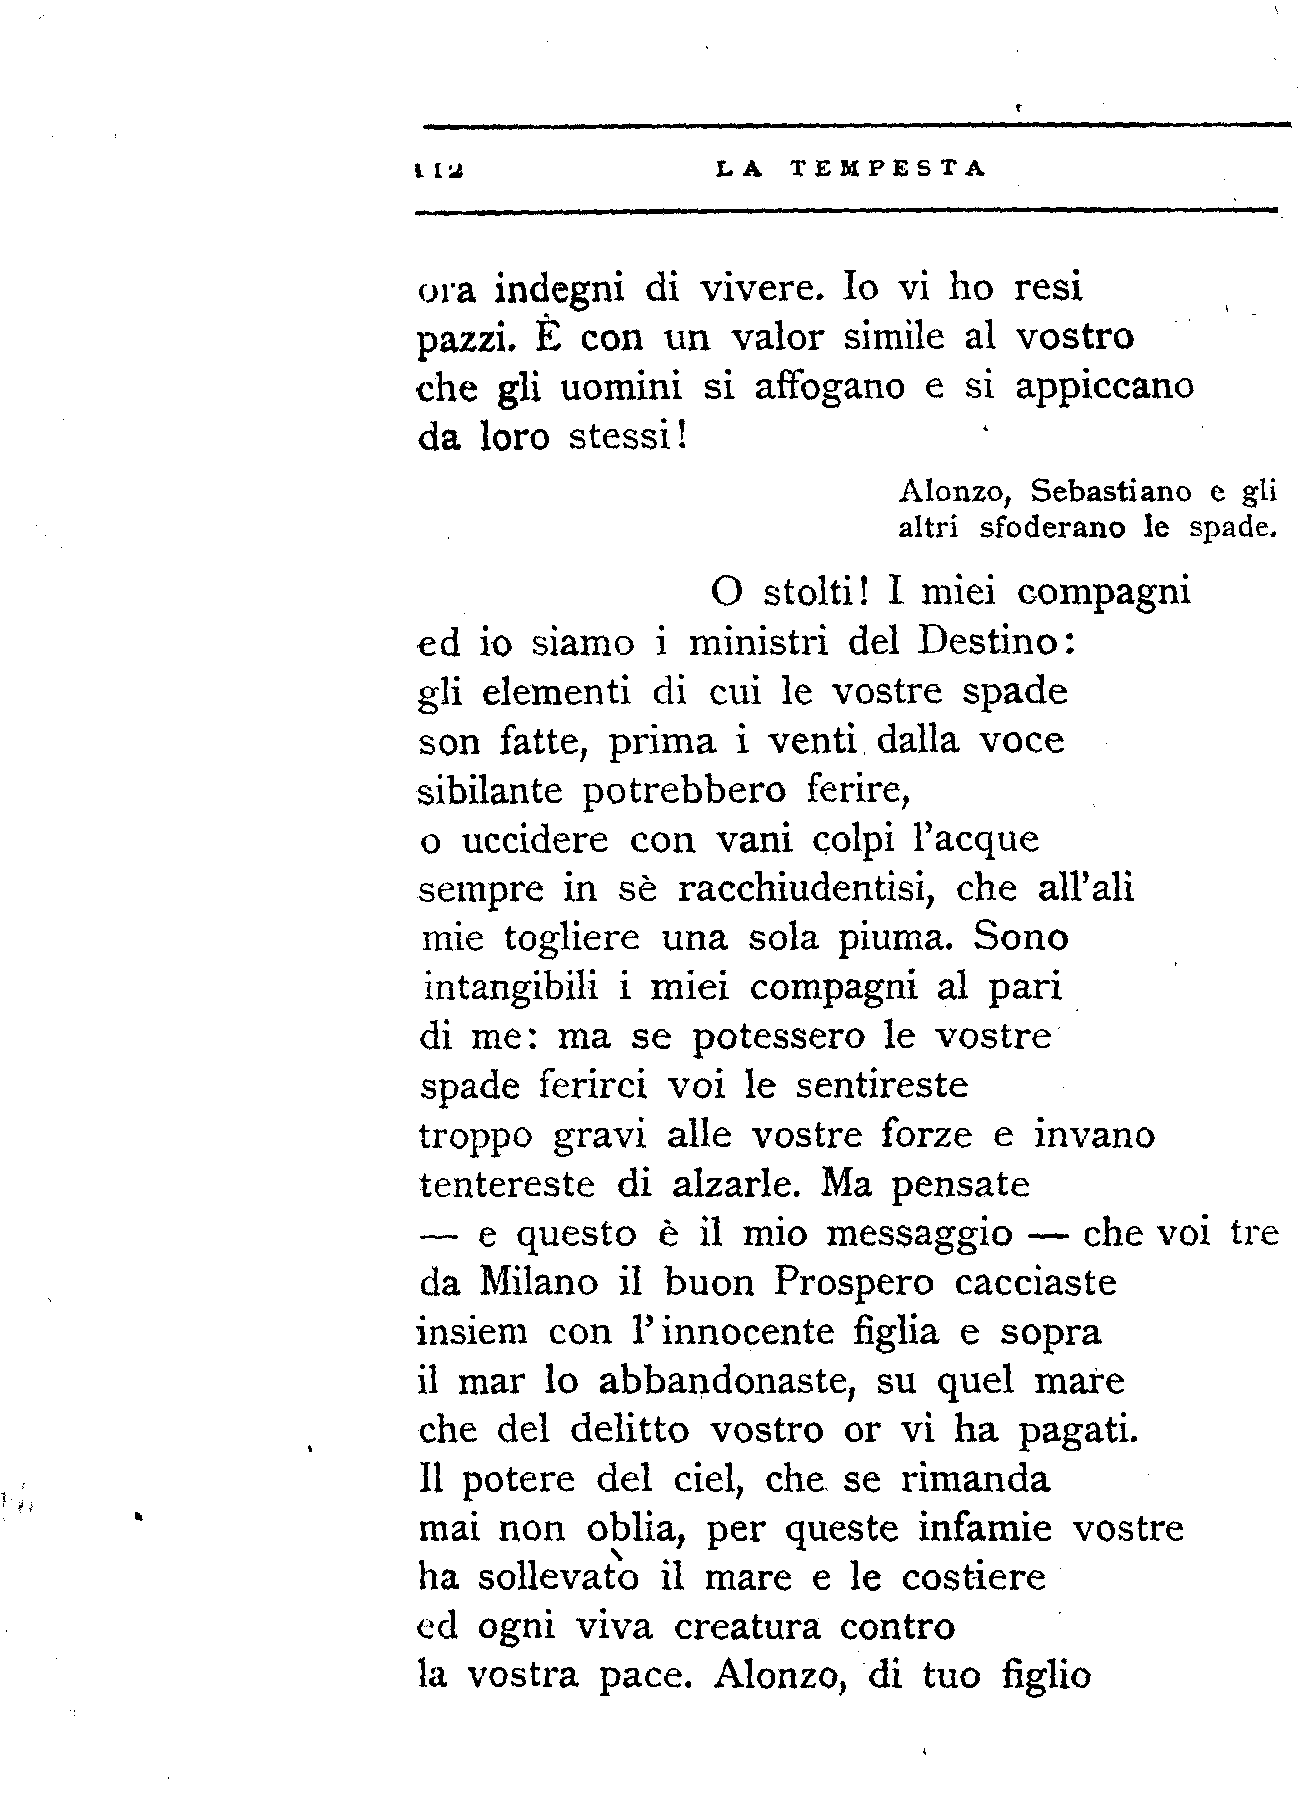 112 LA TEMPESTA
ora indegni di vivere. Io vi ho resi
pazzi. È con un valor simile al vostro
che gli uomini si affogano e si appiccano
da loro stessi!
Alonzo, Sebastiano e gli
altri sfoderano le spade.
O stolti! I miei compagni
ed io siamo i ministri del Destino:
gli elementi di cui le vostre spade
son fatte, prima i venti dalla voce
sibilante potrebbero ferire,
o uccidere con vani colpi l'acque
sempre in sè racchiudentisi, che all'ali
mie togliere una sola piuma. Sono
intangibili i miei compagni al pari
di me: ma se potessero le vostre
spade ferirci voi le sentireste
troppo gravi alle vostre forze e invano
tentereste di alzarle. Ma pensate
— e questo è il mio messaggio — che voi tre
da Milano il buon Prospero cacciaste
insiem con l'innocente figlia e sopra
il mar lo abbandonaste, su quel mare
che del delitto vostro or vi ha pagati.
Il potere del ciel, che se rimanda
mai non oblia, per queste infamie vostre
ha sollevato il mare e le costiere
ed ogni viva creatura contro
la vostra pace. Alonzo, di tuo figlio